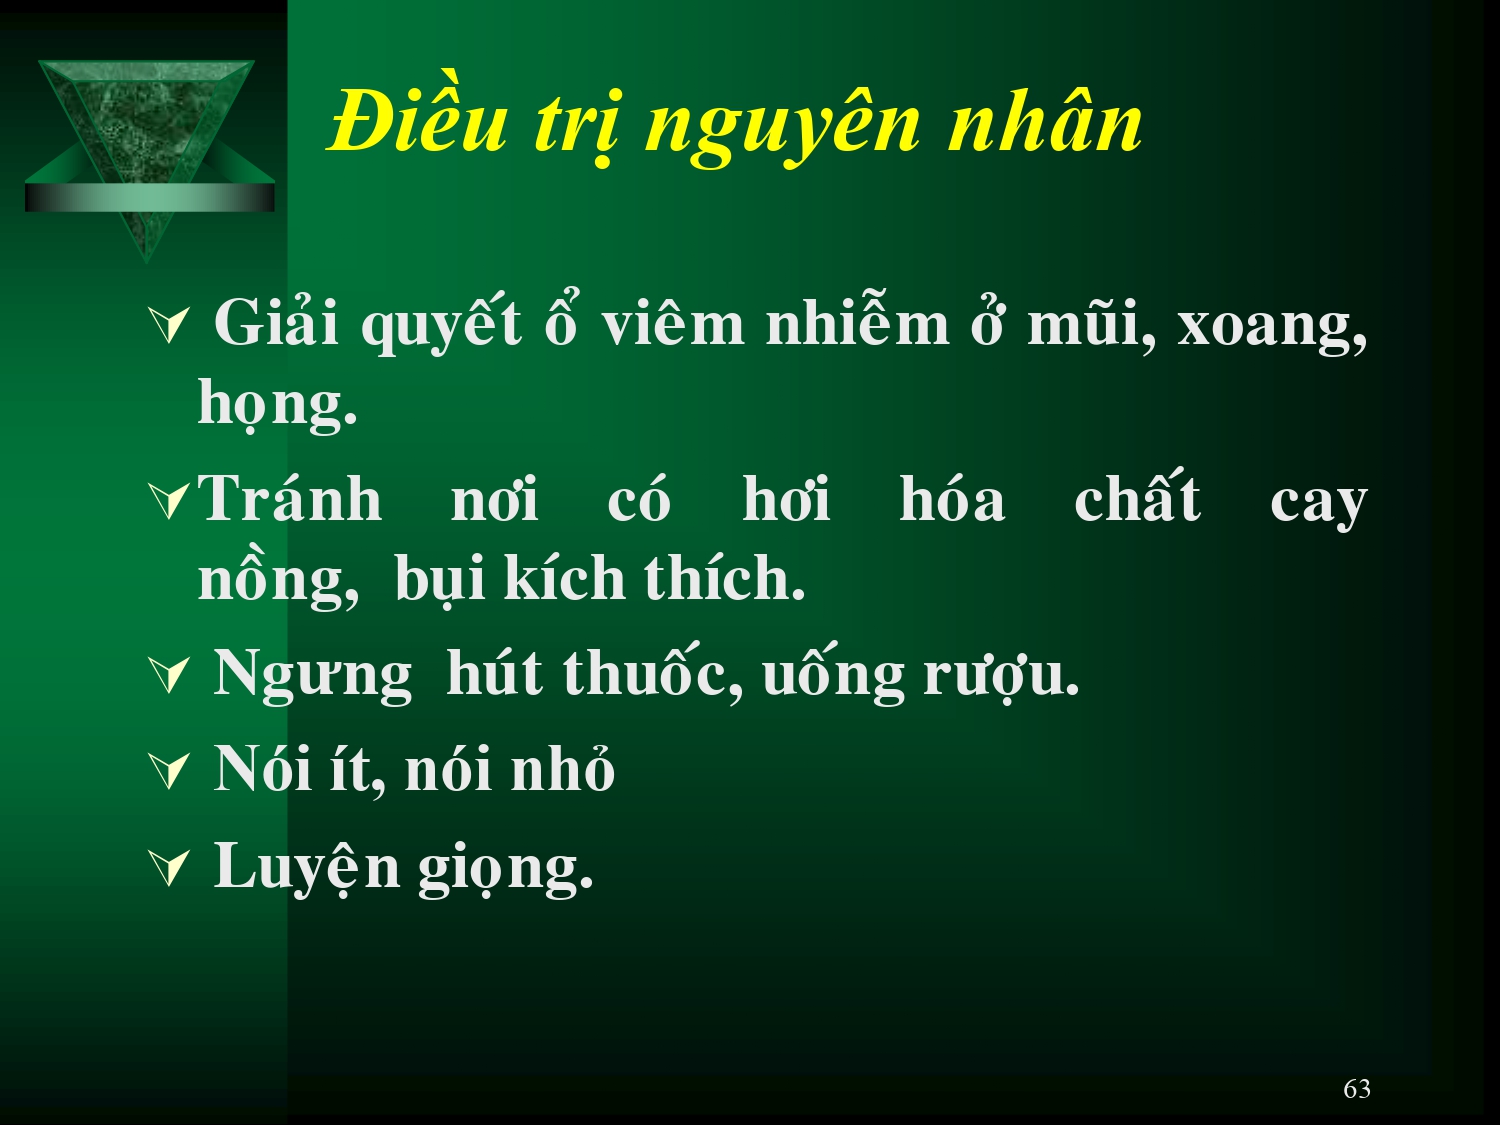 Điều trị nguyên nhân
Giải quyết ổ viêm nhiễm ở mũi, xoang,
họng.
Tránh nơi có hơi hóa chất cay
nồng, bụi kích thích.
Ngưng hút thuốc, uống rượu.
Nói ít, nói nhỏ
Luyện giọng.
63